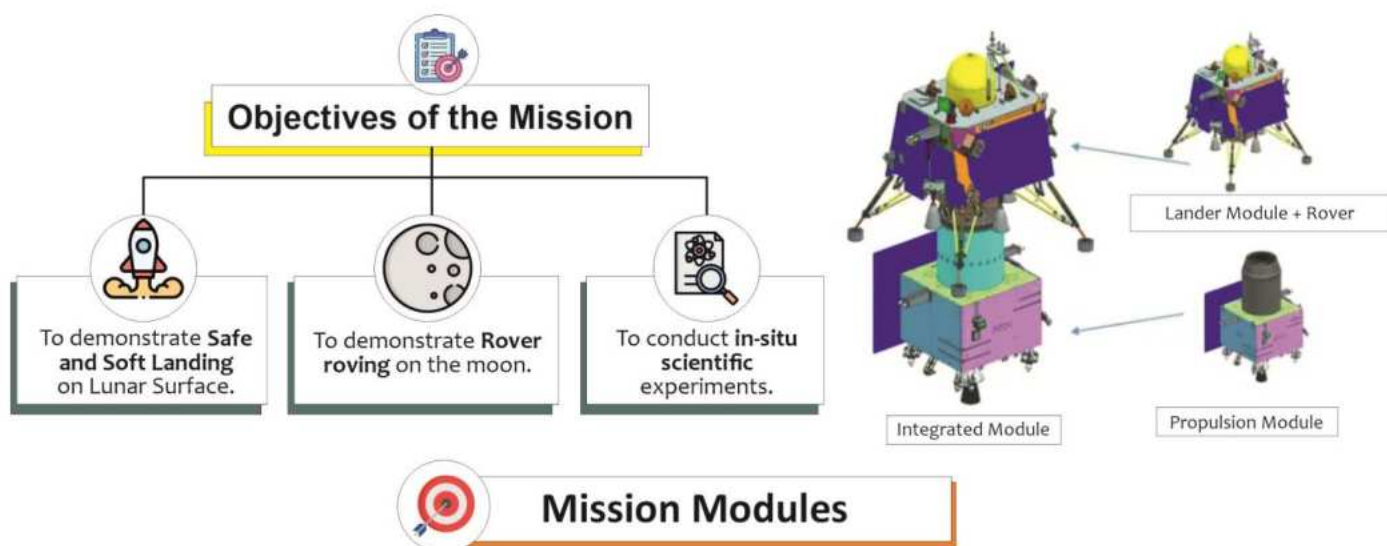 Objectives of the Mission
To demonstrate Safe
and Soft Landing
on Lunar Surface.
To demonstrate Rover
roving on the moon.
To conduct in-situ
scientific
experiments.
Lander Module + Rover
Integrated Module
Propulsion Module
Mission Modules